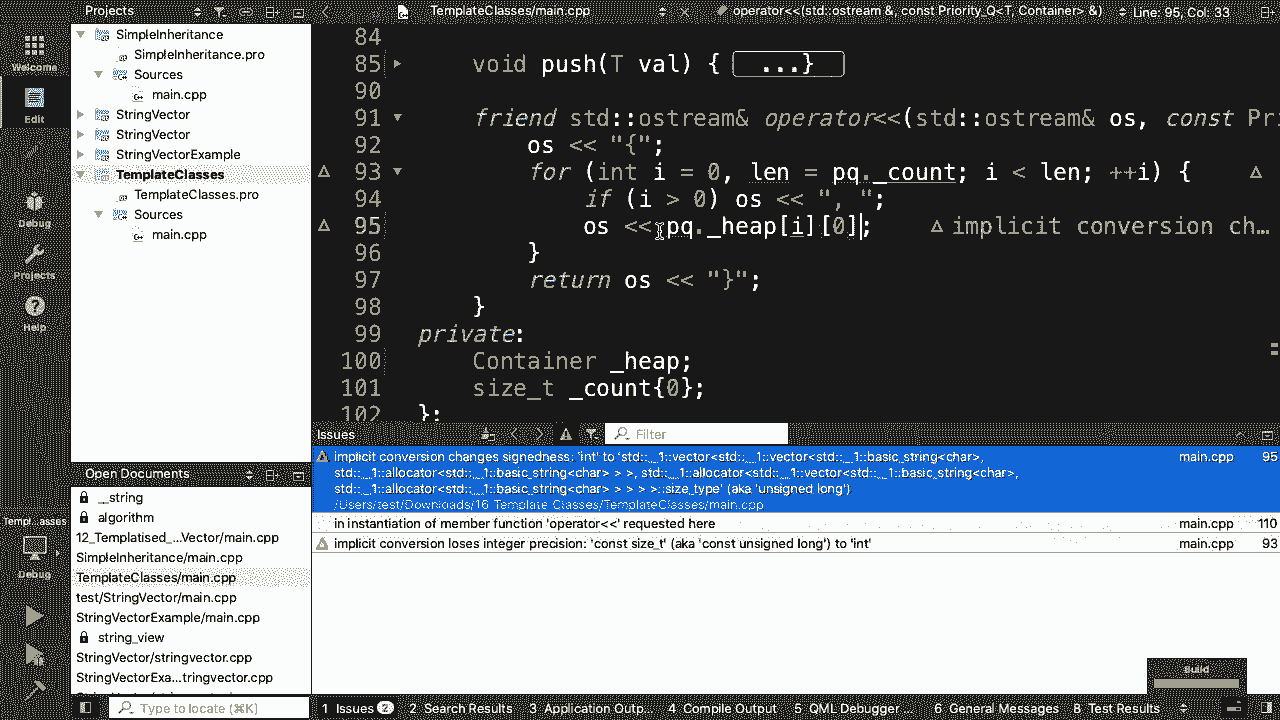 Projects
TemplateClasses/main.cpp
operator<<(std::ostream &, const Priority_Q<T, Container> &)
Line: 95, Col: 33
Welcome
Edit
Debug
Projects
Help
Templ...asses
Debug
SimpleInheritance
SimpleInheritance.pro
Sources
main.cpp
StringVector
StringVector
StringVectorExample
TemplateClasses
TemplateClasses.pro
Sources
main.cpp
84
85 void push(T val) { ...}
90
91 friend std::ostream& operator<<(std::ostream& os, const Pri
92 os << "{";
93 for (int i = 0, len = pq._count; i < len; ++i) {
94 if (i > 0) os << ", ";
95 os << pq._heap[i][0]; implicit conversion ch…
96 }
97 return os << "}";
98 }
99 private:
100 Container _heap;
101 size_t _count{0};
102 };
Issues
Filter
implicit conversion changes signedness: 'int' to 'std::__1::vector<std::__1::vector<std::__1::basic_string<char>,
std::__1::allocator<std::__1::basic_string<char> > >, std::__1::allocator<std::__1::vector<std::__1::basic_string<char>,
std::__1::allocator<std::__1::basic_string<char> > > > >::size_type' (aka 'unsigned long')
/Users/test/Downloads/16 Template Classes/TemplateClasses/main.cpp
main.cpp 95
in instantiation of member function 'operator<<' requested here main.cpp 110
implicit conversion loses integer precision: 'const size_t' (aka 'const unsigned long') to 'int' main.cpp 93
Open Documents
__string
algorithm
12_Templatised_...Vector/main.cpp
SimpleInheritance/main.cpp
TemplateClasses/main.cpp
test/StringVector/main.cpp
StringVectorExample/main.cpp
string_view
StringVector/stringvector.cpp
StringVectorExa...tringvector.cpp
Build
Type to locate (⌘K)
1 Issues 2
2 Search Results
3 Application Outp...
4 Compile Output
5 QML Debugger ...
6 General Messages
8 Test Results